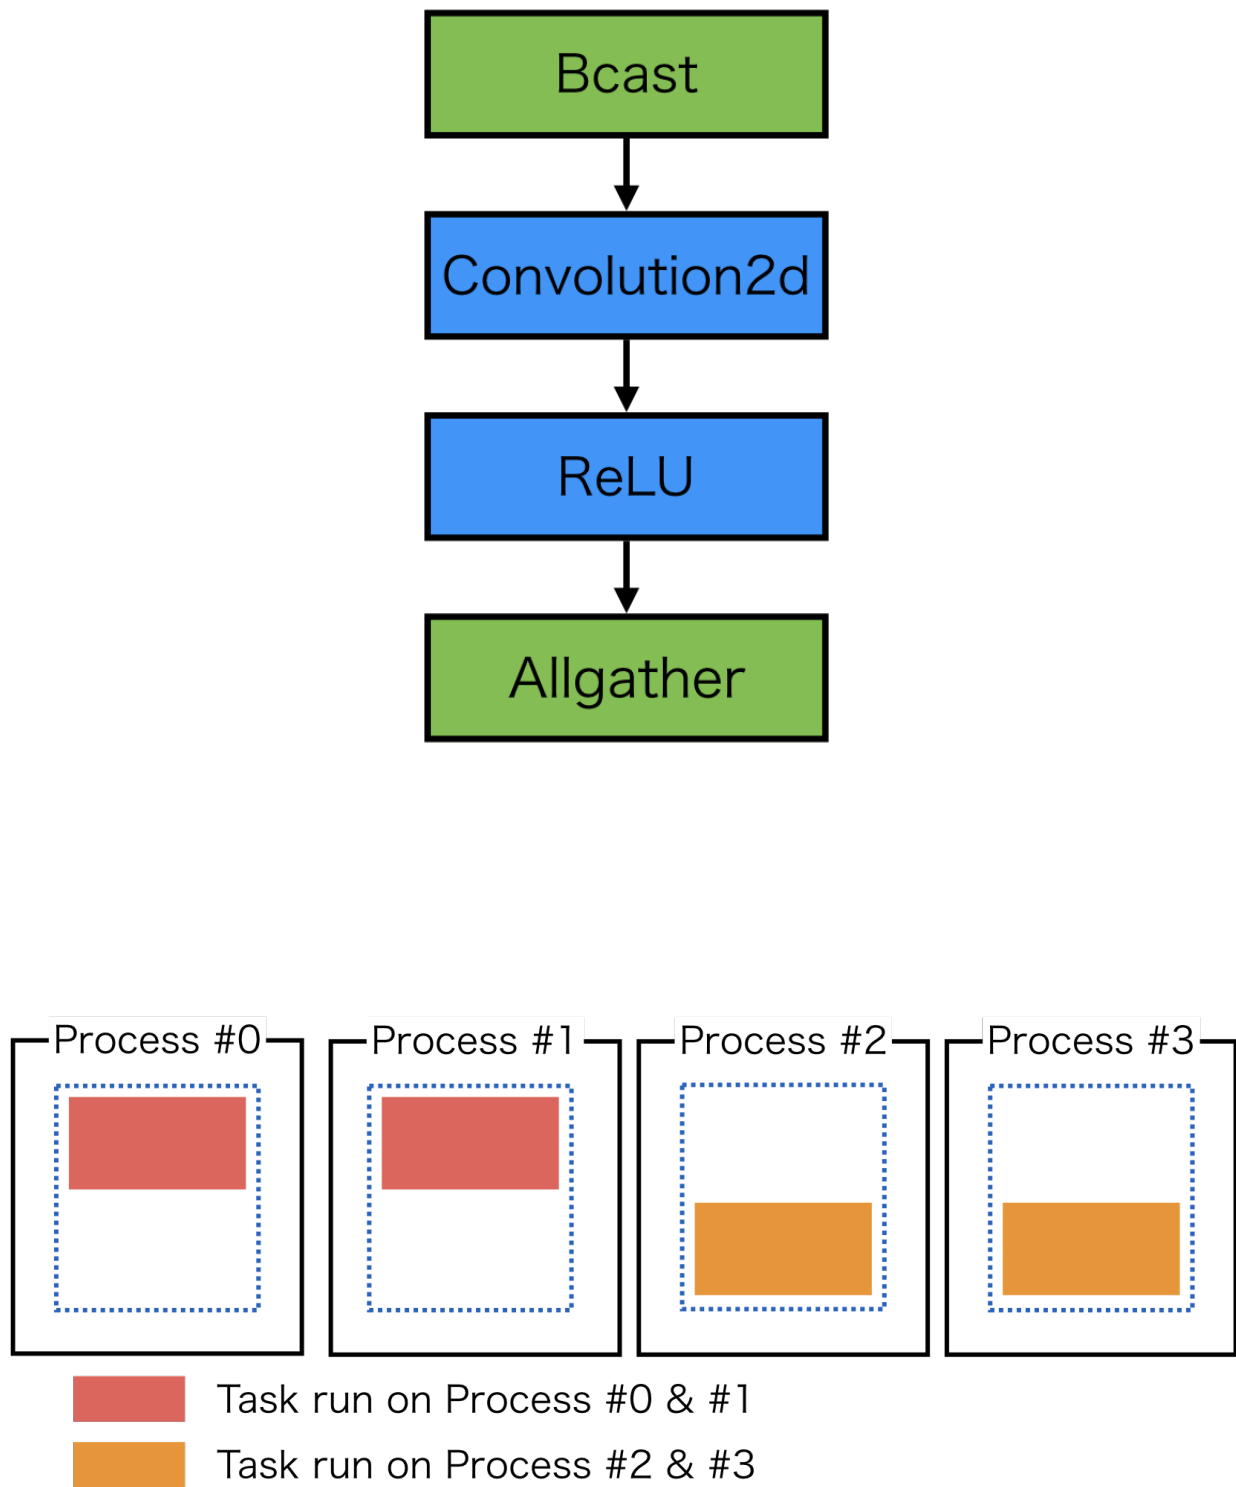 Bcast
Convolution2d
ReLU
Allgather
Process #0
Process #1
Process #2
Process #3
Task run on Process #0 & #1
Task run on Process #2 & #3